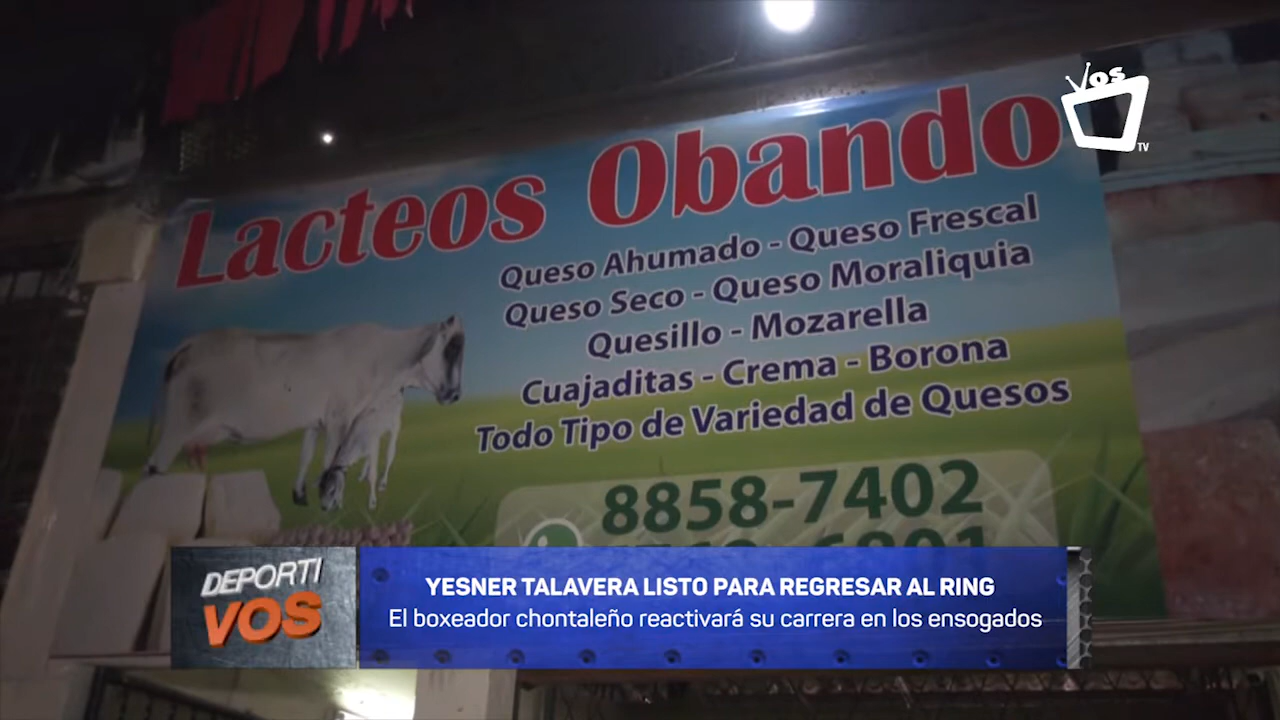 VOS
TV
Lacteos Obando
Queso Ahumado - Queso Frescal
Queso Seco - Queso Moraliquia
Quesillo - Mozarella
Cuajaditas - Crema - Borona
Todo Tipo de Variedad de Quesos
8858-7402
DEPORTI
VOS
YESNER TALAVERA LISTO PARA REGRESAR AL RING
El boxeador chontaleño reactivará su carrera en los ensogados